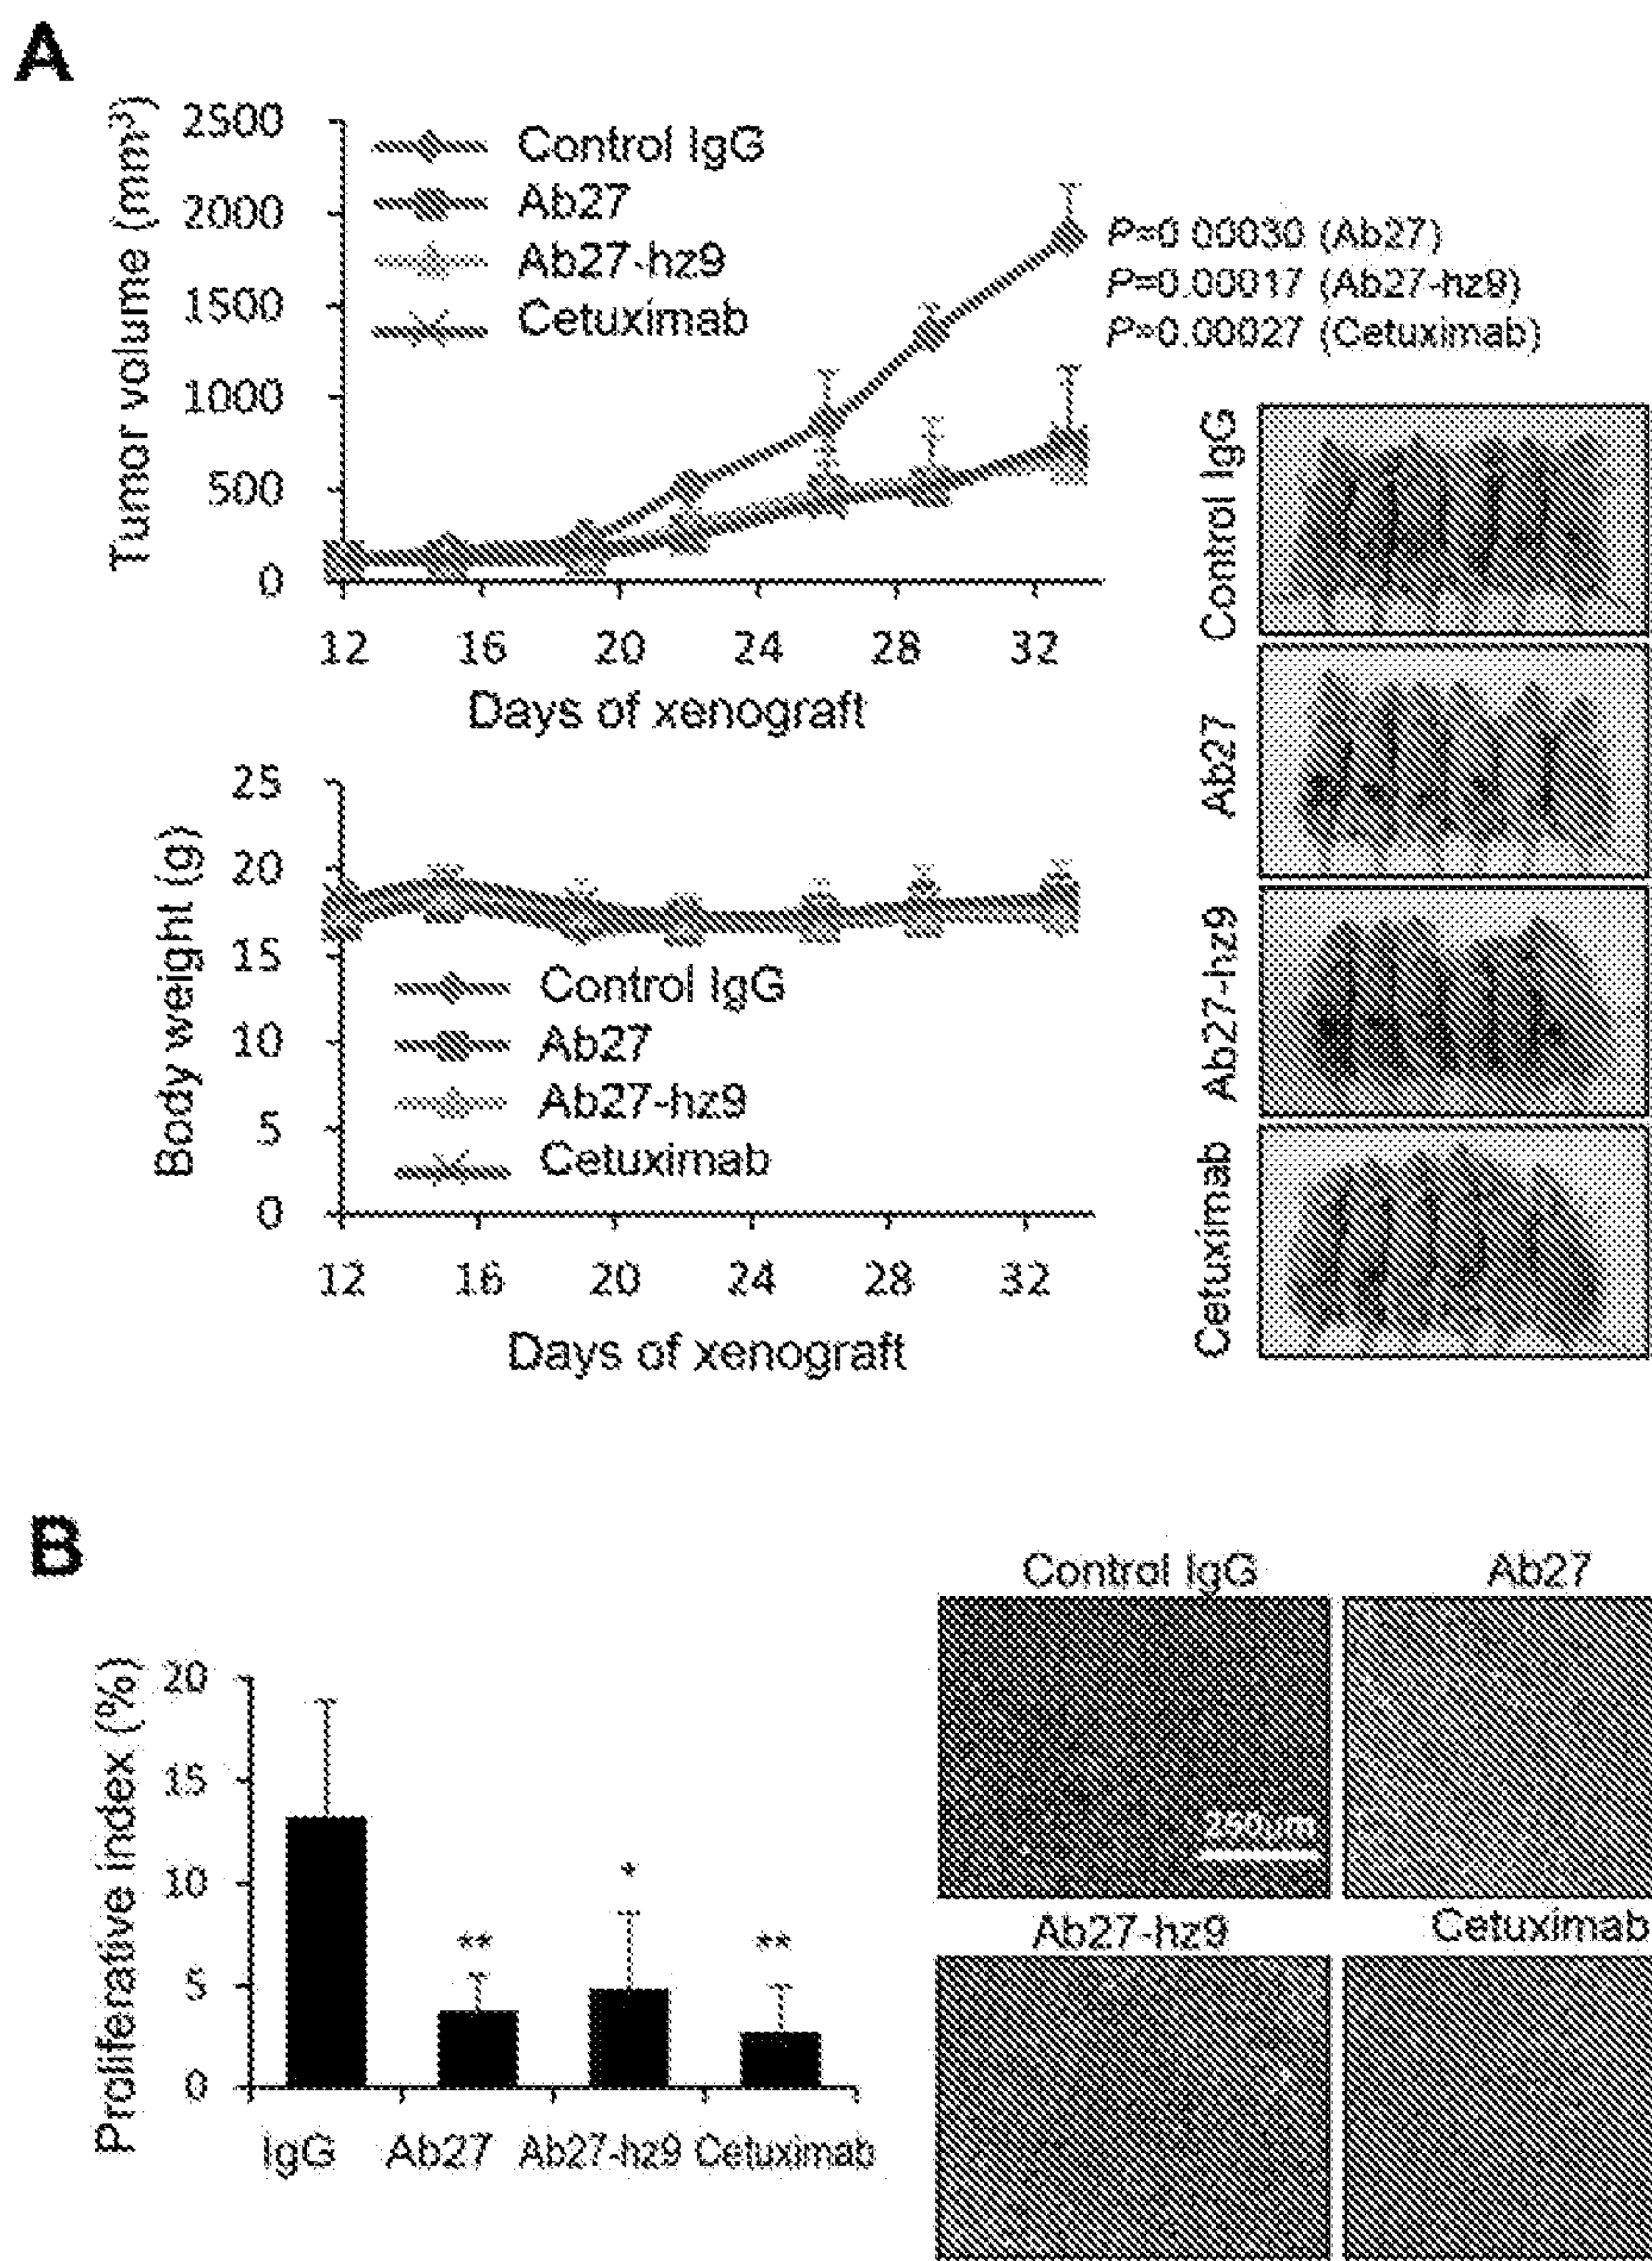 A
Tumor volume (mm³)
2500
2000
1500
1000
500
0
Control IgG
Ab27
Ab27-hz9
Cetuximab
P=0.00030 (Ab27)
P=0.00017 (Ab27-hz9)
P=0.00027 (Cetuximab)
12 16 20 24 28 32
Days of xenograft
Body weight (g)
25
20
15
10
5
0
Control IgG
Ab27
Ab27-hz9
Cetuximab
12 16 20 24 28 32
Days of xenograft
Control IgG
Ab27
Ab27-hz9
Cetuximab
B
Proliferative index (%)
20
15
10
5
0
**
*
**
IgG Ab27 Ab27-hz9 Cetuximab
Control IgG Ab27
250µm
Ab27-hz9 Cetuximab